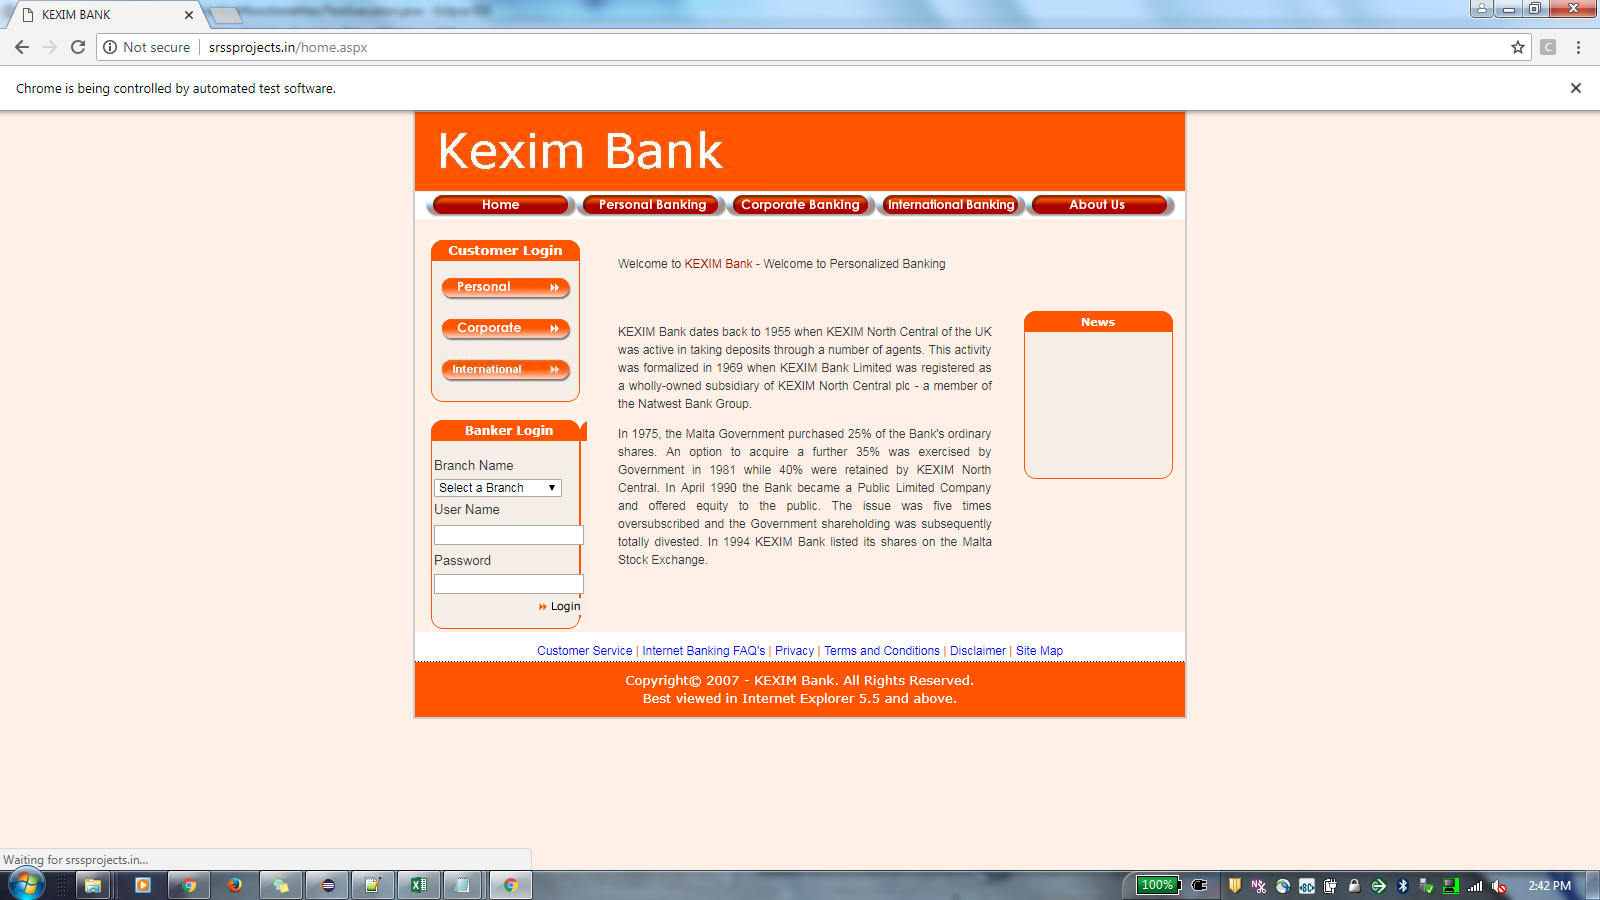 KEXIM BANK
Not secure
srssprojects.in/home.aspx
C
Chrome is being controlled by automated test software.
Kexim Bank
Home
Personal Banking
Corporate Banking
International Banking
About Us
Customer Login
Personal
Corporate
International
Banker Login
Branch Name
Select a Branch
User Name
Password
Login
Welcome to KEXIM Bank - Welcome to Personalized Banking
KEXIM Bank dates back to 1955 when KEXIM North Central of the UK
was active in taking deposits through a number of agents. This activity
was formalized in 1969 when KEXIM Bank Limited was registered as
a wholly-owned subsidiary of KEXIM North Central plc - a member of
the Natwest Bank Group.
In 1975, the Malta Government purchased 25% of the Bank's ordinary
shares. An option to acquire a further 35% was exercised by
Government in 1981 while 40% were retained by KEXIM North
Central. In April 1990 the Bank became a Public Limited Company
and offered equity to the public. The issue was five times
oversubscribed and the Government shareholding was subsequently
totally divested. In 1994 KEXIM Bank listed its shares on the Malta
Stock Exchange.
News
Customer Service | Internet Banking FAQ's | Privacy | Terms and Conditions | Disclaimer | Site Map
Copyright© 2007 - KEXIM Bank. All Rights Reserved.
Best viewed in Internet Explorer 5.5 and above.
Waiting for srssprojects.in...
100%
2:42 PM